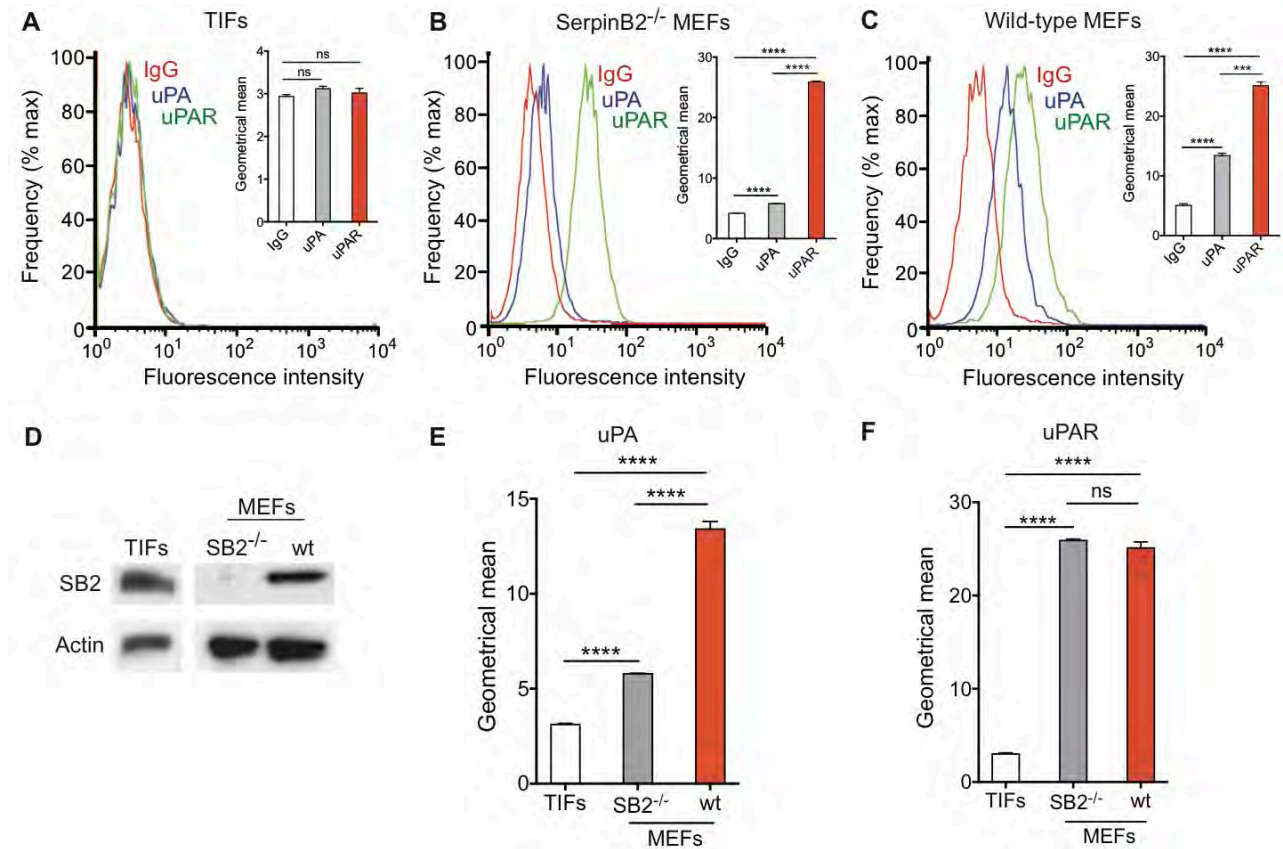 A
TIFs
Frequency (% max)
100
80
60
40
20
10^0
10^1
10^2
10^3
10^4
Fluorescence intensity
IgG
uPA
uPAR
Geometrical mean
4
3
2
1
0
ns
ns
IgG
uPA
uPAR
B
SerpinB2-/- MEFs
Frequency (% max)
100
80
60
40
20
10^0
10^1
10^2
10^3
10^4
Fluorescence intensity
IgG
uPA
uPAR
Geometrical mean
30
20
10
0
****
****
****
IgG
uPA
uPAR
C
Wild-type MEFs
Frequency (% max)
100
80
60
40
20
10^0
10^1
10^2
10^3
10^4
Fluorescence intensity
IgG
uPA
uPAR
Geometrical mean
30
20
10
0
****
***
****
IgG
uPA
uPAR
D
MEFs
TIFs SB2-/- wt
SB2
Actin
E
uPA
Geometrical mean
15
10
5
0
****
****
****
TIFs SB2-/- wt
MEFs
F
uPAR
Geometrical mean
30
20
10
0
****
ns
****
TIFs SB2-/- wt
MEFs